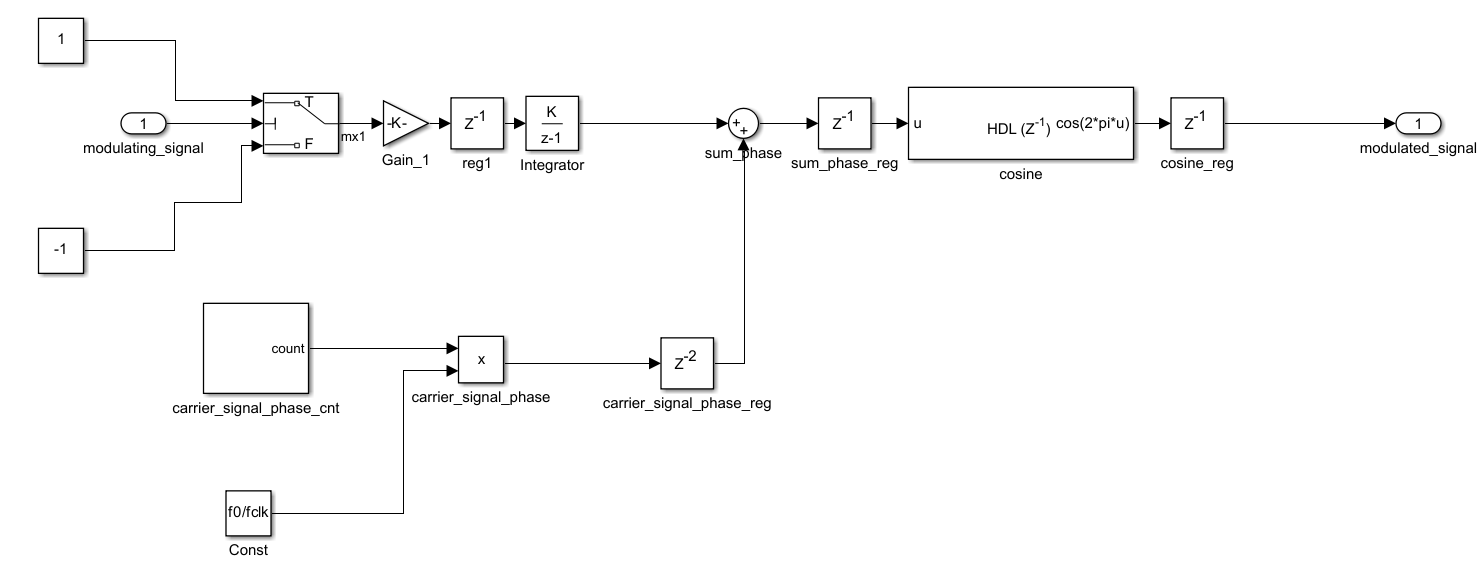 1
T
1
modulating_signal
F
mx1
-K-
Gain_1
Z-1
reg1
K
z-1
Integrator
+
+
sum_phase
Z-1
sum_phase_reg
u
HDL (Z-1) cos(2*pi*u)
cosine
Z-1
cosine_reg
1
modulated_signal
-1
count
carrier_signal_phase_cnt
x
carrier_signal_phase
Z-2
carrier_signal_phase_reg
f0/fclk
Const